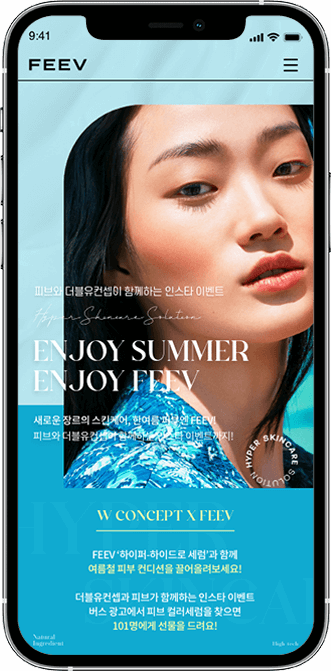 9:41
FEEV
피브와 더블유컨셉이 함께하는 인스타 이벤트
Hyper Skincare Solution
ENJOY SUMMER
ENJOY FEEV
새로운 장르의 스킨케어, 한여름 피부엔 FEEV!
피브와 더블유컨셉이 함께하는 인스타 이벤트까지!
HYPER SKINCARE SOLUTION
W CONCEPT X FEEV
FEEV '하이퍼-하이드로 세럼'과 함께
여름철 피부 컨디션을 끌어올려보세요!
더블유컨셉과 피브가 함께하는 인스타 이벤트
버스 광고에서 피브 컬러세럼을 찾으면
101명에게 선물을 드려요!
Natural
Ingredient
High-tech